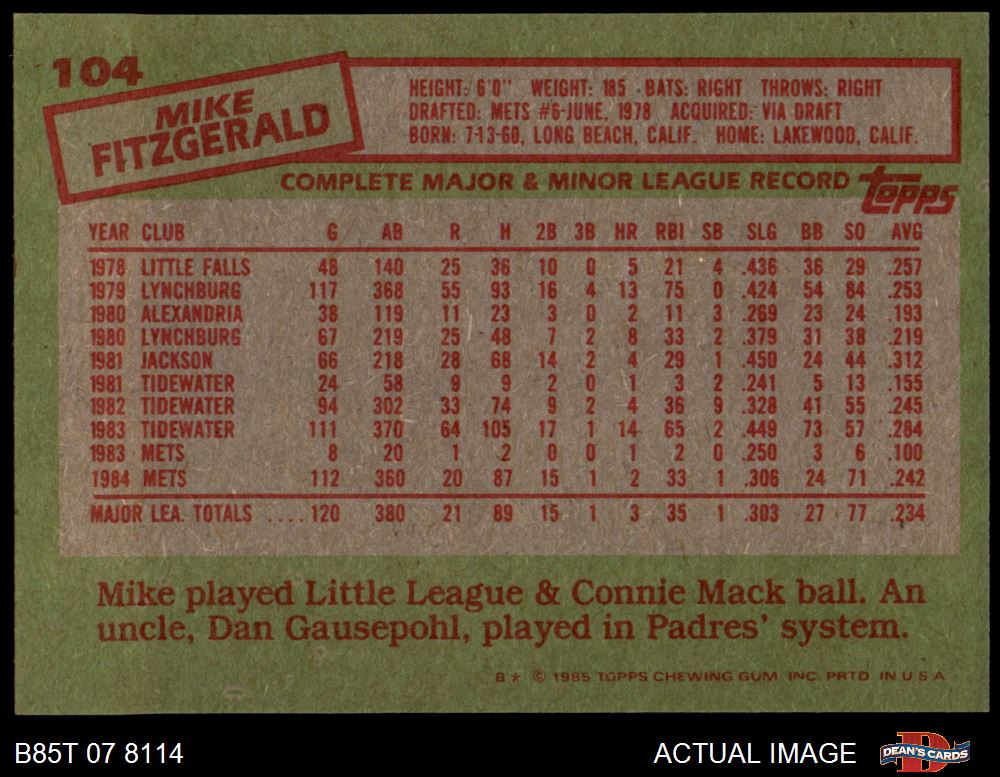 104
MIKE
FITZGERALD
HEIGHT: 6'0" WEIGHT: 185 BATS: RIGHT THROWS: RIGHT
DRAFTED: METS #6-JUNE, 1978 ACQUIRED: VIA DRAFT
BORN: 7-13-60, LONG BEACH, CALIF. HOME: LAKEWOOD, CALIF.
COMPLETE MAJOR & MINOR LEAGUE RECORD Topps
YEAR CLUB G AB R H 2B 3B HR RBI SB SLG BB SO AVG
1978 LITTLE FALLS 48 140 25 36 10 0 5 21 4 .436 36 29 .257
1979 LYNCHBURG 117 368 55 93 16 4 13 75 0 .424 54 84 .253
1980 ALEXANDRIA 38 119 11 23 3 0 2 11 3 .269 23 24 .193
1980 LYNCHBURG 67 219 25 48 7 2 8 33 2 .379 31 38 .219
1981 JACKSON 66 218 28 68 14 2 4 29 1 .450 24 44 .312
1981 TIDEWATER 24 58 9 9 2 0 1 3 2 .241 5 13 .155
1982 TIDEWATER 94 302 33 74 9 2 4 36 9 .328 41 55 .245
1983 TIDEWATER 111 370 64 105 17 1 14 65 2 .449 73 57 .284
1983 METS 8 20 1 2 0 0 1 2 0 .250 3 6 .100
1984 METS 112 360 20 87 15 1 2 33 1 .306 24 71 .242
MAJOR LEA. TOTALS ....120 380 21 89 15 1 3 35 1 .303 27 77 .234
Mike played Little League & Connie Mack ball. An
uncle, Dan Gausepohl, played in Padres' system.
B * © 1985 TOPPS CHEWING GUM, INC. PRTD. IN U.S.A.
B85T 07 8114
ACTUAL IMAGE
D
DEAN'S CARDS